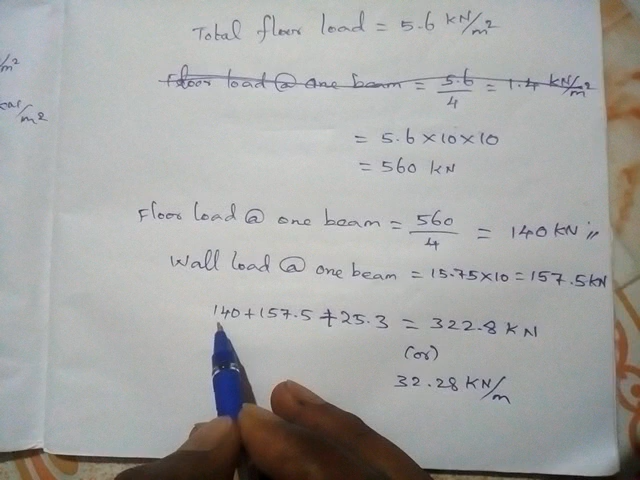 Total floor load = 5.6 KN/m²
/m²
Floor load @ one beam = 5.6/4 = 1.4 KN/m²
/m²
= 5.6 × 10 × 10
= 560 KN
Floor load @ one beam = 560/4 = 140 KN
Wall load @ one beam = 15.75 × 10 = 157.5 KN
140 + 157.5 + 25.3 = 322.8 KN
(or)
32.28 KN/m